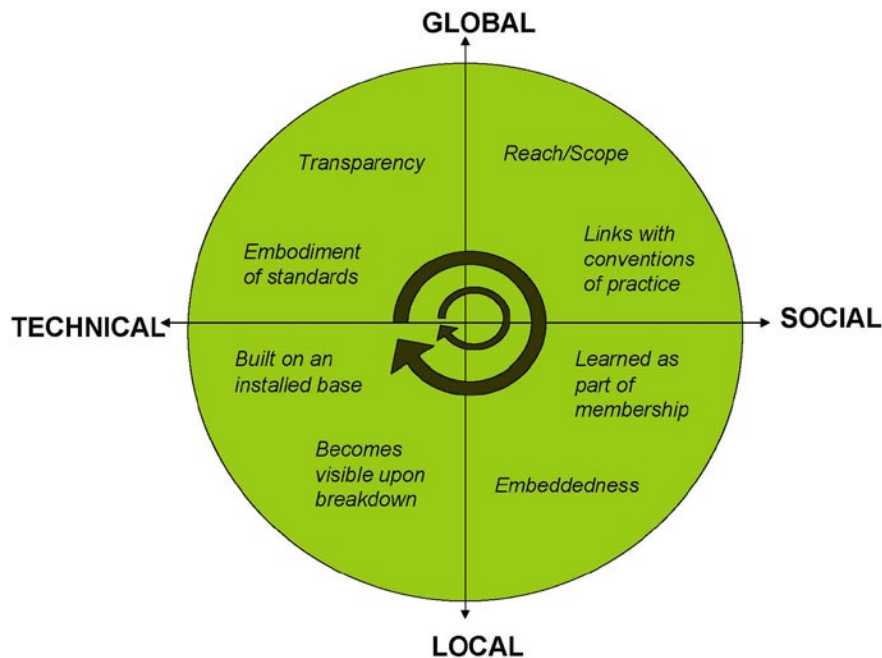 GLOBAL
Transparency
Reach/Scope
Embodiment
of standards
Links with
conventions
of practice
TECHNICAL
SOCIAL
Built on an
installed base
Learned as
part of
membership
Becomes
visible upon
breakdown
Embeddedness
LOCAL